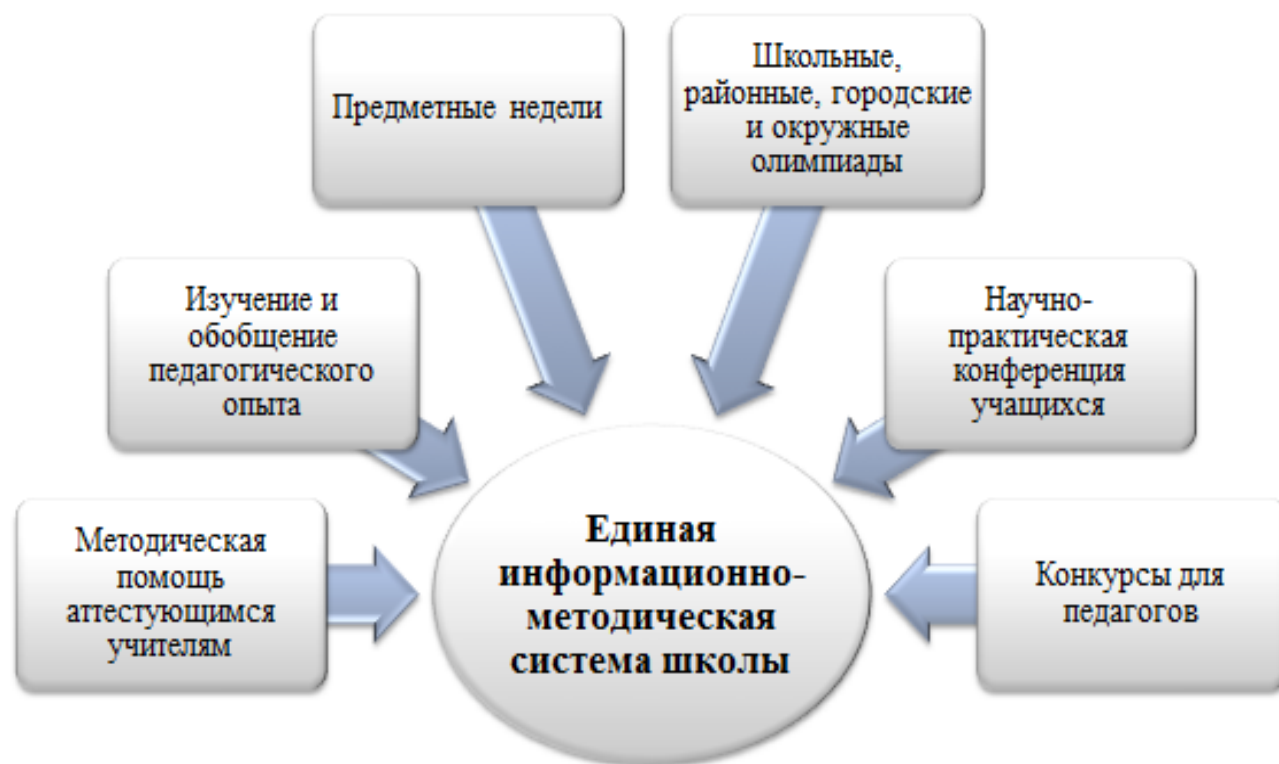 Предметные недели
Школьные,
районные, городские
и окружные
олимпиады
Изучение и
обобщение
педагогического
опыта
Научно-
практическая
конференция
учащихся
Методическая
помощь
аттестующимся
учителям
Единая
информационно-
методическая
система школы
Конкурсы для
педагогов